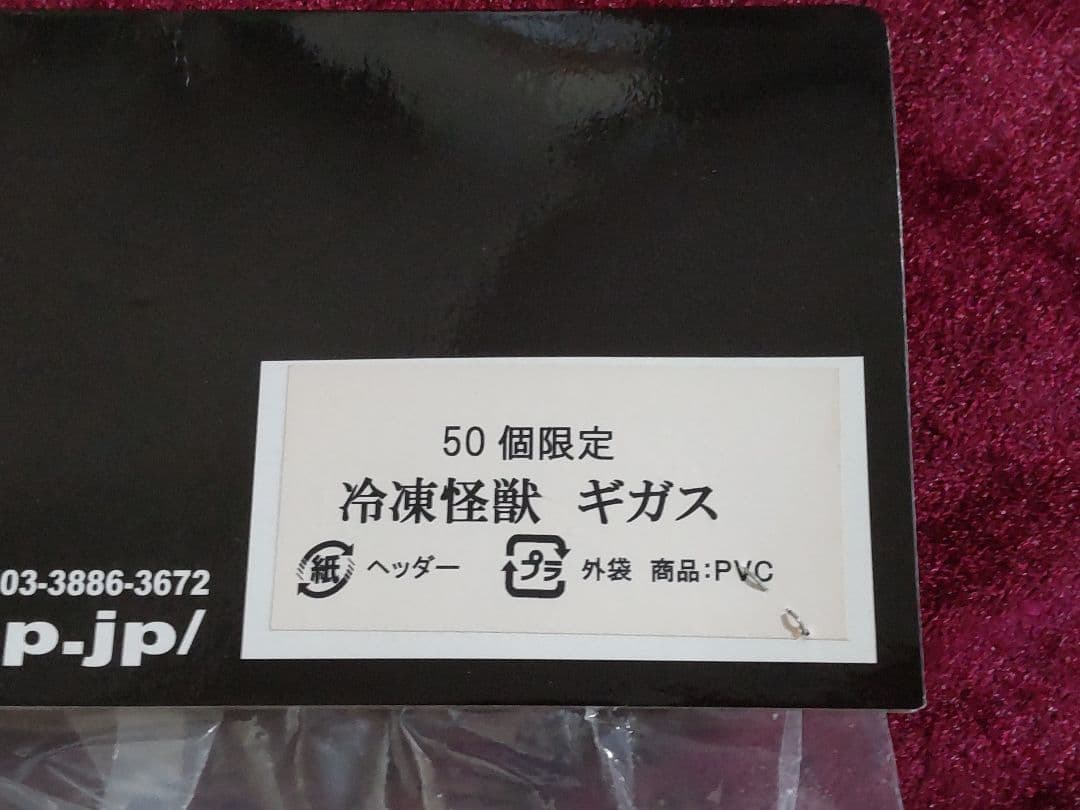 50個限定
冷凍怪獣 ギガス
紙 ヘッダー プラ 外袋 商品:PVC
03-3886-3672
p.jp/